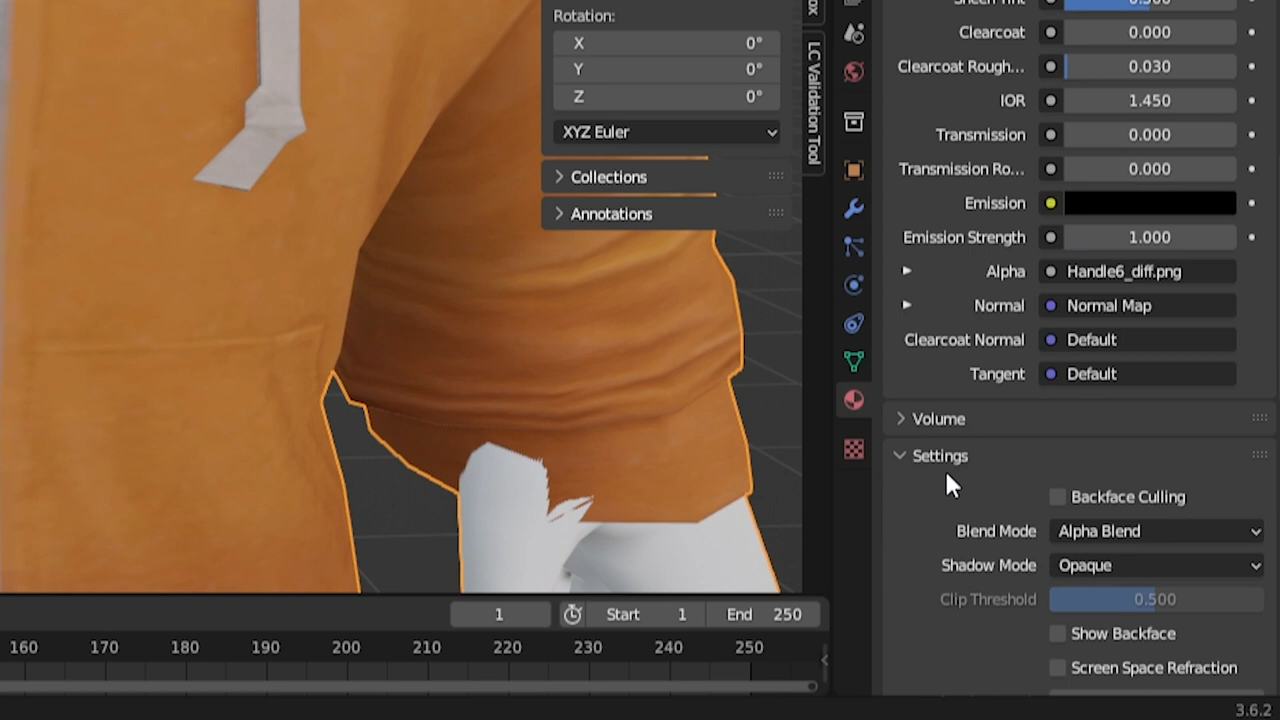 Rotation:
X 0°
Y 0°
Z 0°
XYZ Euler
Collections
Annotations
LC Validation Tool
Clearcoat 0.000
Clearcoat Rough... 0.030
IOR 1.450
Transmission 0.000
Transmission Ro... 0.000
Emission
Emission Strength 1.000
Alpha Handle6_diff.png
Normal Normal Map
Clearcoat Normal Default
Tangent Default
Volume
Settings
Backface Culling
Blend Mode Alpha Blend
Shadow Mode Opaque
Clip Threshold 0.500
Show Backface
Screen Space Refraction
1 Start 1 End 250
160 170 180 190 200 210 220 230 240 250
3.6.2